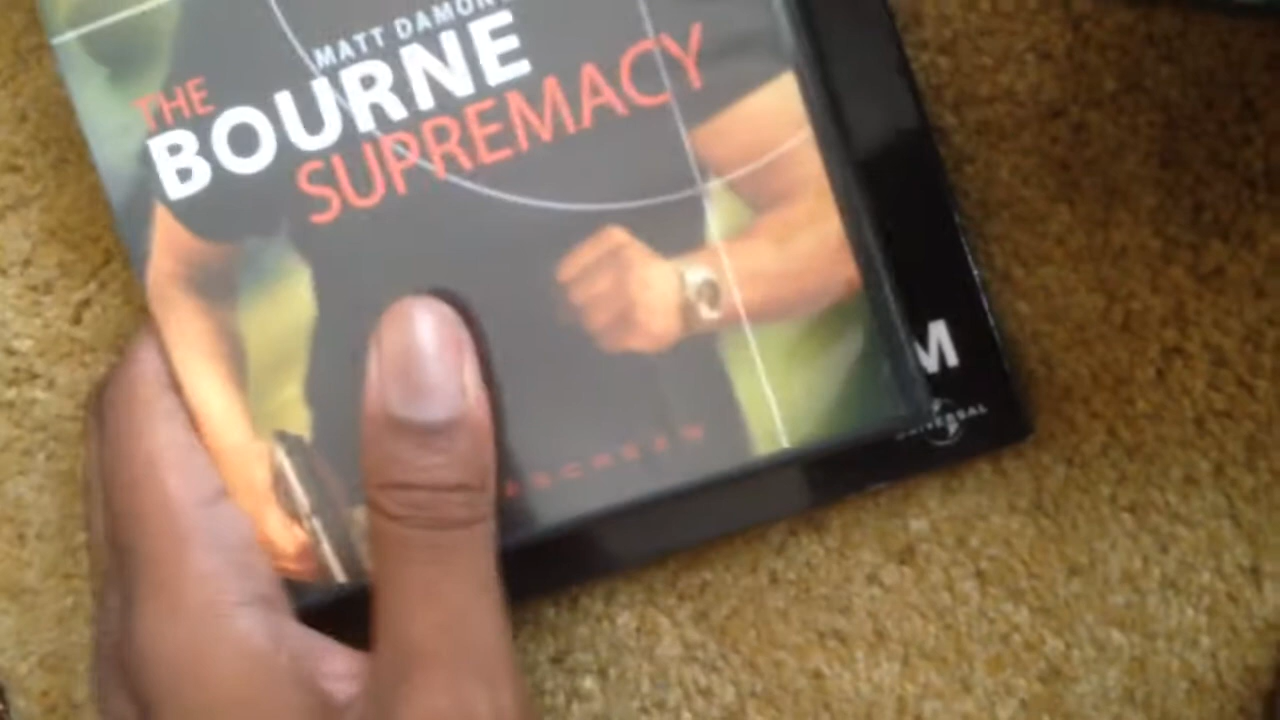 MATT DAMON
THE
BOURNE
SUPREMACY
M
UNIVERSAL